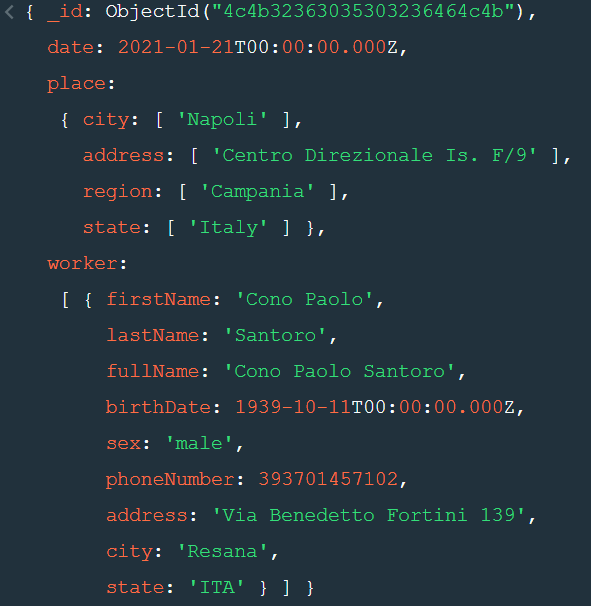 { _id: ObjectId("4c4b32363035303236464c4b"),
date: 2021-01-21T00:00:00.000Z,
place:
{ city: [ 'Napoli' ],
address: [ 'Centro Direzionale Is. F/9' ],
region: [ 'Campania' ],
state: [ 'Italy' ] },
worker:
[ { firstName: 'Cono Paolo',
lastName: 'Santoro',
fullName: 'Cono Paolo Santoro',
birthDate: 1939-10-11T00:00:00.000Z,
sex: 'male',
phoneNumber: 393701457102,
address: 'Via Benedetto Fortini 139',
city: 'Resana',
state: 'ITA' } ] }